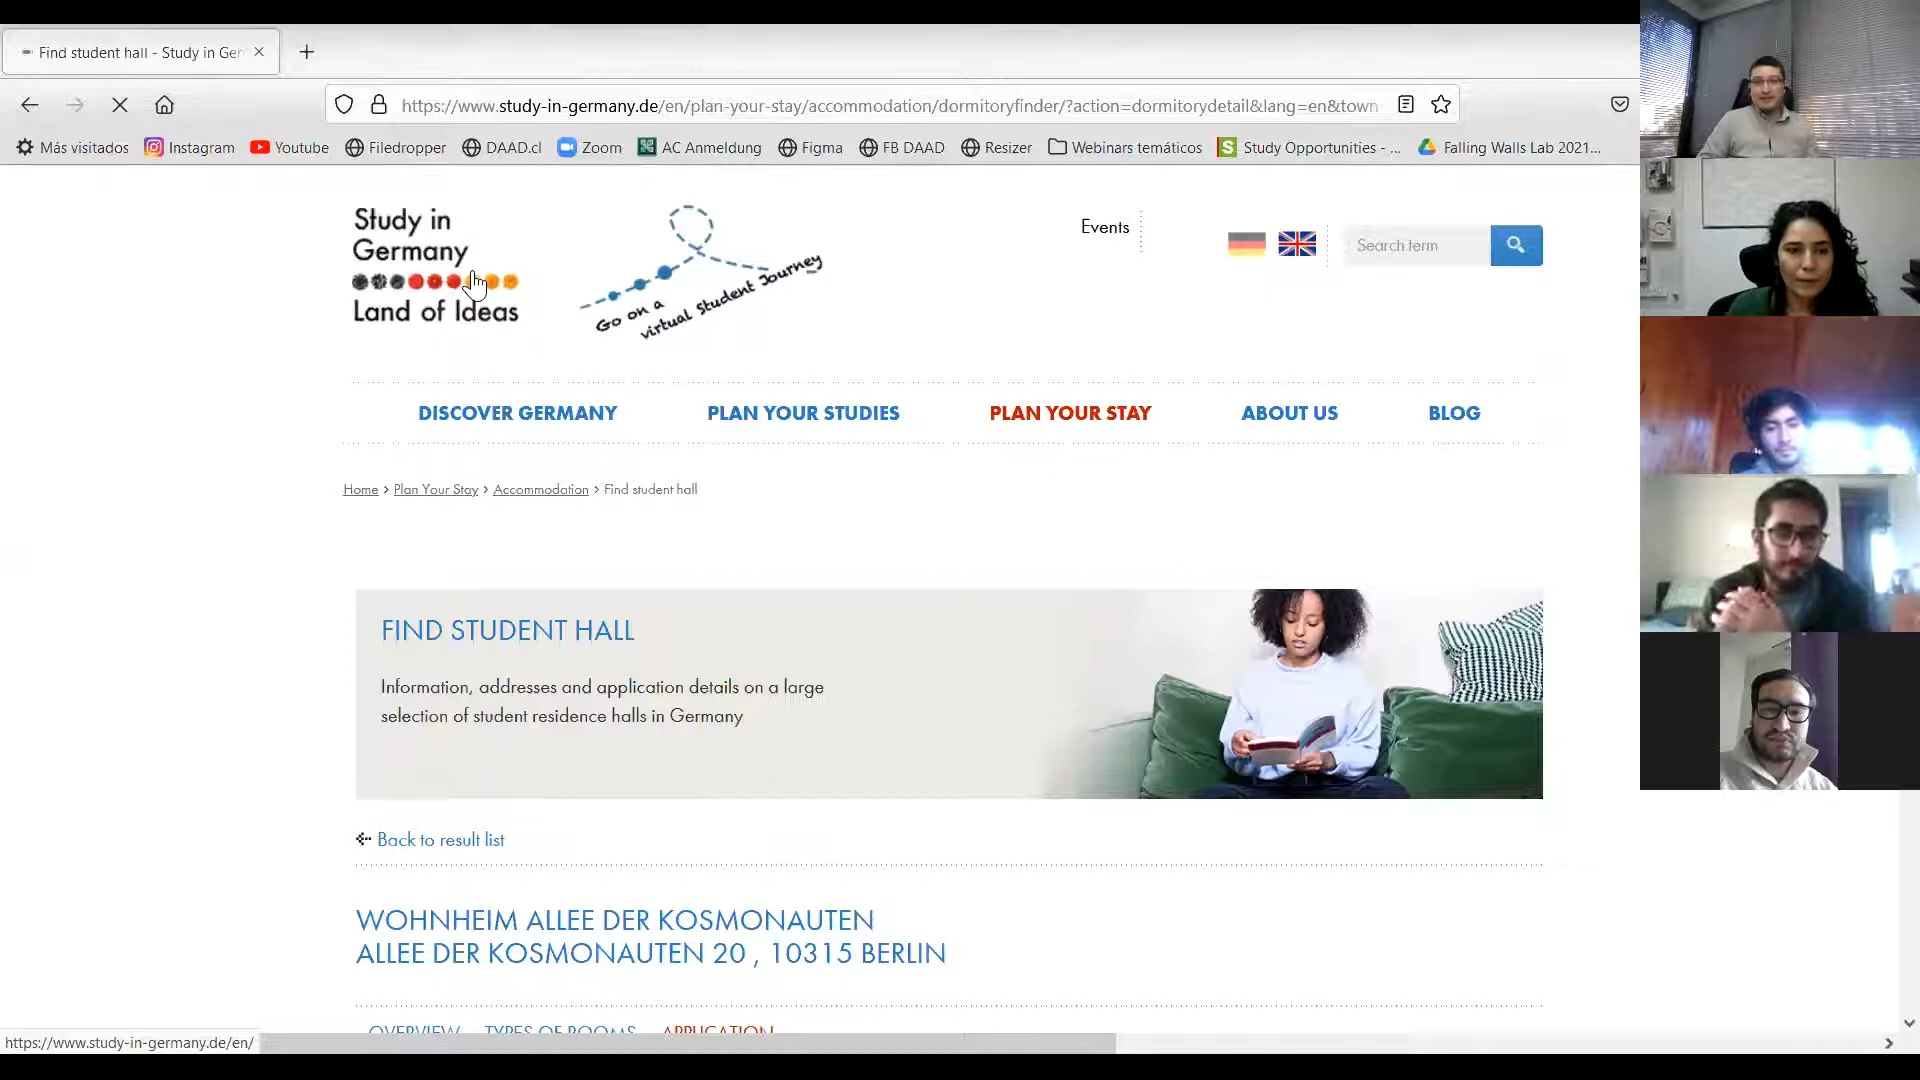 Find student hall - Study in Ger
https://www.study-in-germany.de/en/plan-your-stay/accommodation/dormitoryfinder/?action=dormitorydetail&lang=en&town
Más visitados Instagram Youtube Filedropper DAAD.cl Zoom AC Anmeldung Figma FB DAAD Resizer Webinars temáticos Study Opportunities - ... Falling Walls Lab 2021...
Study in
Germany
Land of Ideas
Go on a
virtual Student Journey
Events
Search term
DISCOVER GERMANY PLAN YOUR STUDIES PLAN YOUR STAY ABOUT US BLOG
Home > Plan Your Stay > Accommodation > Find student hall
FIND STUDENT HALL
Information, addresses and application details on a large
selection of student residence halls in Germany
Back to result list
WOHNHEIM ALLEE DER KOSMONAUTEN
ALLEE DER KOSMONAUTEN 20 , 10315 BERLIN
OVERVIEW TYPES OF ROOMS APPLICATION
https://www.study-in-germany.de/en/